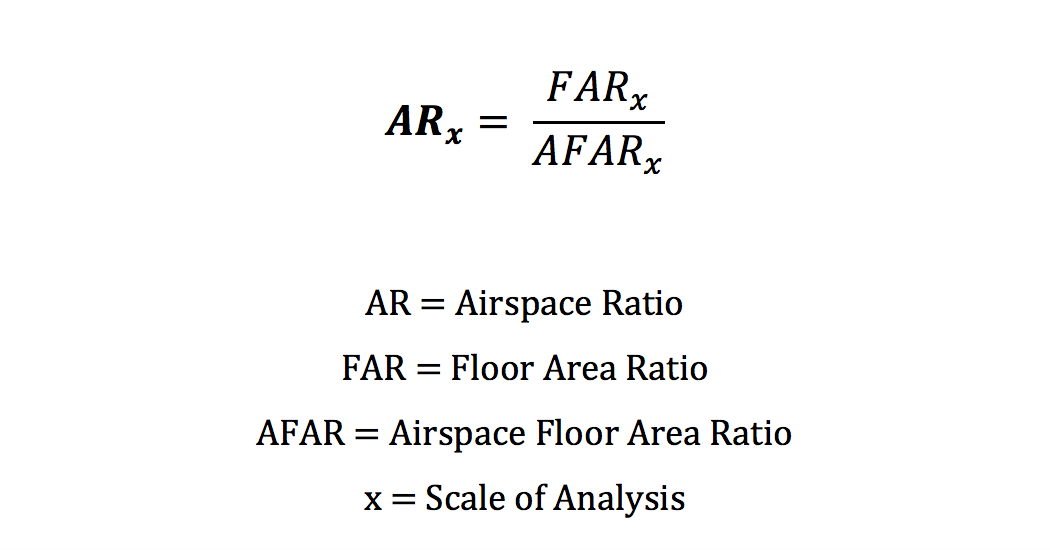 ARₓ = FARₓ / AFARₓ
AR = Airspace Ratio
FAR = Floor Area Ratio
AFAR = Airspace Floor Area Ratio
x = Scale of Analysis